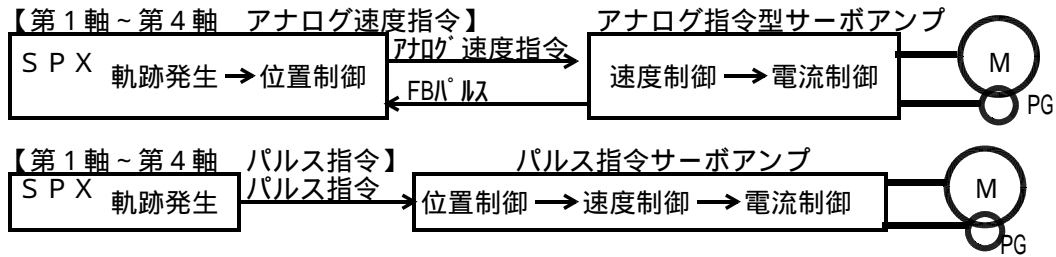 【第１軸～第４軸　アナログ速度指令】　アナログ指令型サーボアンプ
ＳＰＸ　軌跡発生→位置制御　ｱﾅﾛｸﾞ速度指令　速度制御→電流制御　M
FBﾊﾟﾙｽ　PG
【第１軸～第４軸　パルス指令】　パルス指令サーボアンプ
ＳＰＸ　軌跡発生　パルス指令　位置制御→速度制御→電流制御　M
PG